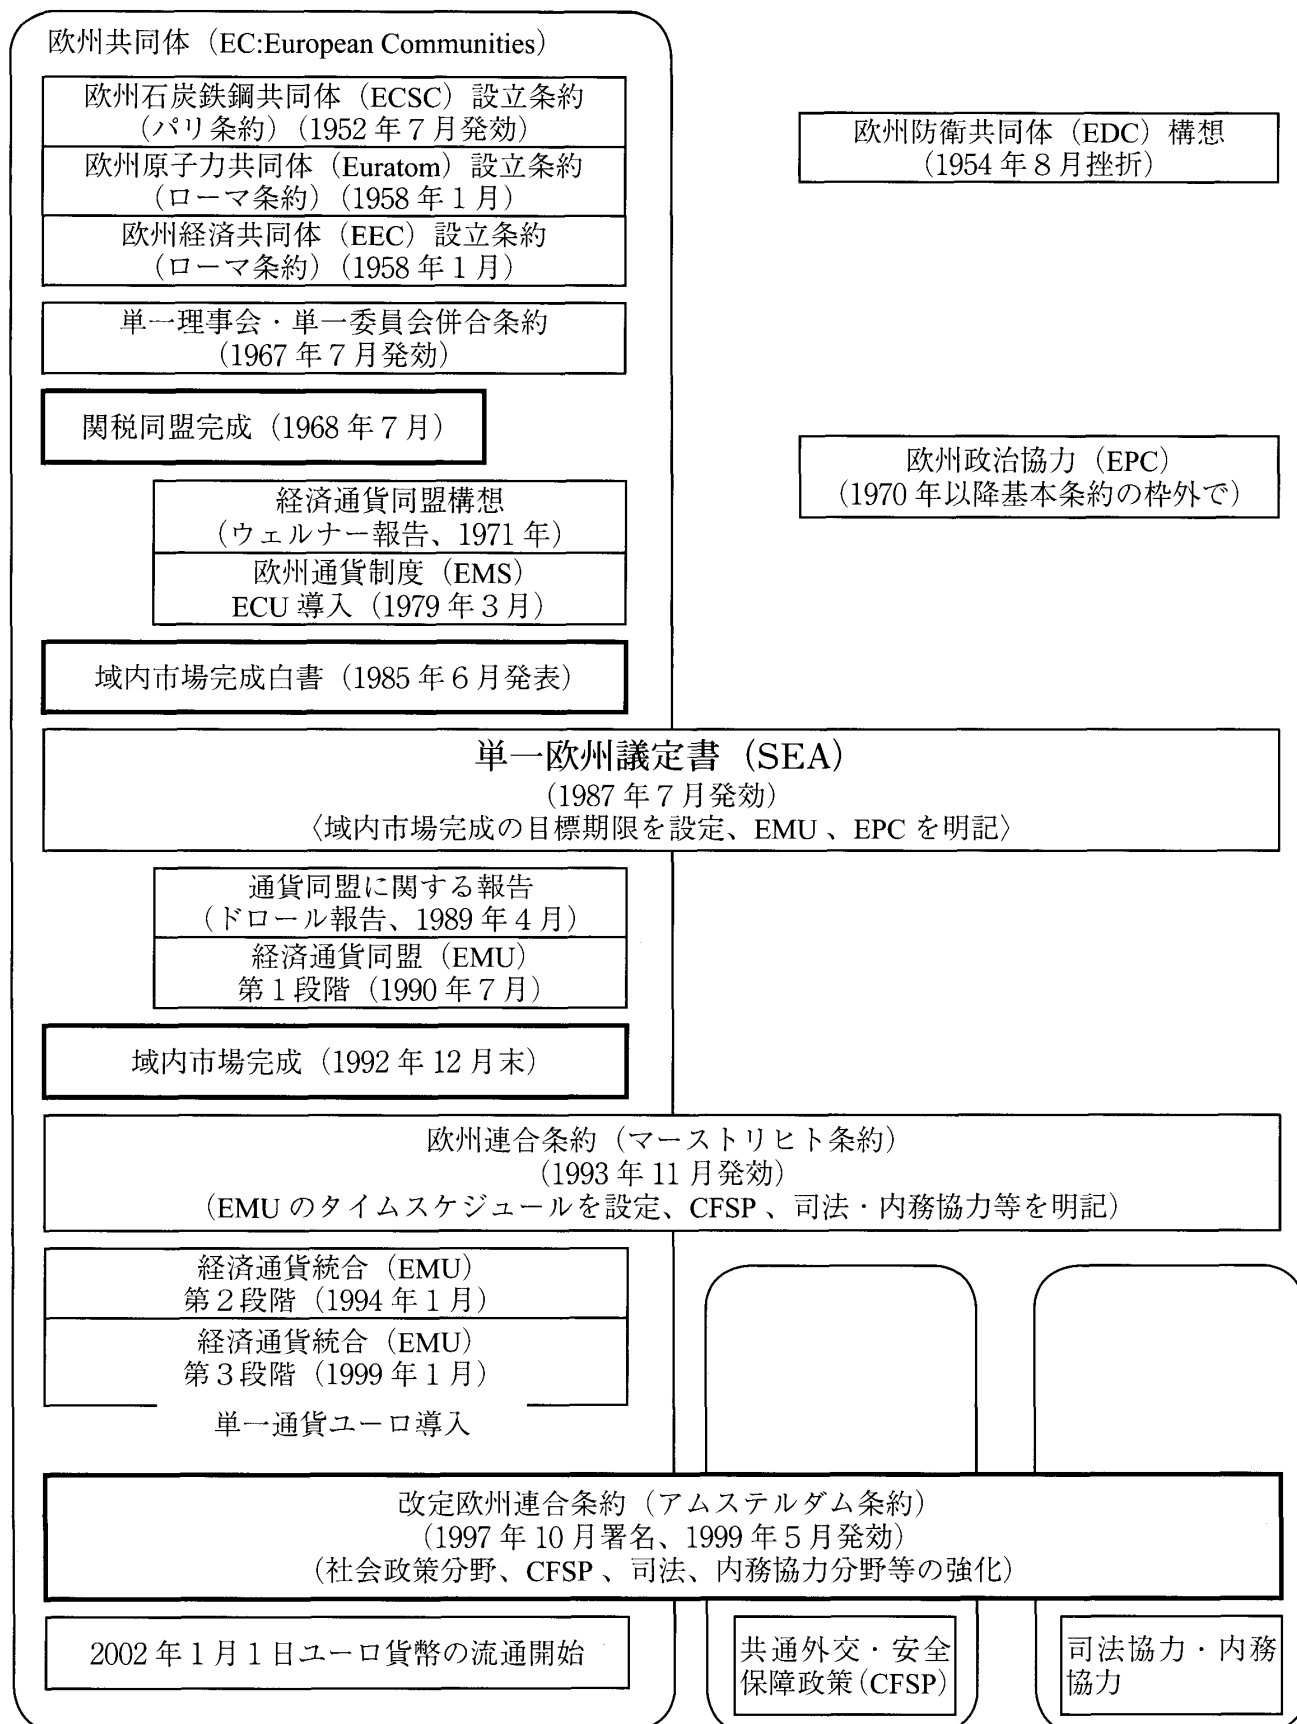 欧州共同体（EC:European Communities）
欧州石炭鉄鋼共同体（ECSC）設立条約
（パリ条約）（1952年7月発効）
欧州原子力共同体（Euratom）設立条約
（ローマ条約）（1958年1月）
欧州経済共同体（EEC）設立条約
（ローマ条約）（1958年1月）
欧州防衛共同体（EDC）構想
（1954年8月挫折）
単一理事会・単一委員会併合条約
（1967年7月発効）
関税同盟完成（1968年7月）
欧州政治協力（EPC）
（1970年以降基本条約の枠外で）
経済通貨同盟構想
（ウェルナー報告、1971年）
欧州通貨制度（EMS）
ECU導入（1979年3月）
域内市場完成白書（1985年6月発表）
単一欧州議定書（SEA）
（1987年7月発効）
〈域内市場完成の目標期限を設定、EMU、EPCを明記〉
通貨同盟に関する報告
（ドロール報告、1989年4月）
経済通貨同盟（EMU）
第1段階（1990年7月）
域内市場完成（1992年12月末）
欧州連合条約（マーストリヒト条約）
（1993年11月発効）
（EMUのタイムスケジュールを設定、CFSP、司法・内務協力等を明記）
経済通貨統合（EMU）
第2段階（1994年1月）
経済通貨統合（EMU）
第3段階（1999年1月）
単一通貨ユーロ導入
改定欧州連合条約（アムステルダム条約）
（1997年10月署名、1999年5月発効）
（社会政策分野、CFSP、司法、内務協力分野等の強化）
2002年1月1日ユーロ貨幣の流通開始
共通外交・安全
保障政策（CFSP）
司法協力・内務
協力